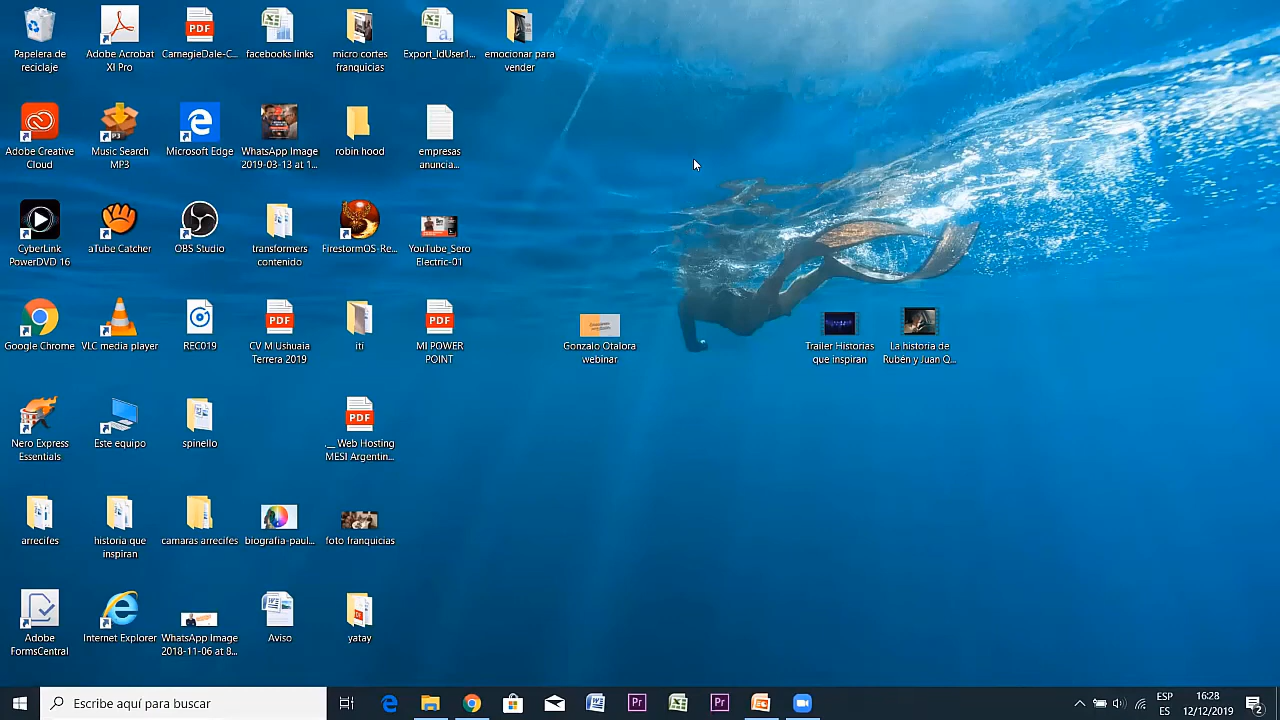 Papelera de
reciclaje
Adobe Acrobat
XI Pro
CarnegieDale-C...
facebooks links
micro cortes
franquicias
Export_IdUser1...
emocionar para
vender
Adobe Creative
Cloud
Music Search
MP3
Microsoft Edge
WhatsApp Image
2019-03-13 at 1...
robin hood
empresas
anuncia...
CyberLink
PowerDVD 16
aTube Catcher
OBS Studio
transformers
contenido
FirestormOS-Re...
YouTube_Sero
Electric-01
Google Chrome
VLC media player
REC019
CV M Ushuaia
Terrera 2019
iti
MI POWER
POINT
Gonzalo Otalora
webinar
Trailer Historias
que inspiran
La historia de
Rubén y Juan Q...
Nero Express
Essentials
Este equipo
spinello
._ Web Hosting
MESI Argentin...
arrecifes
historia que
inspiran
camaras arrecifes
biografia-paul...
foto franquicias
Adobe
FormsCentral
Internet Explorer
WhatsApp Image
2018-11-06 at 8...
Aviso
yatay
Escribe aquí para buscar
ESP
ES
16:28
12/12/2019
2